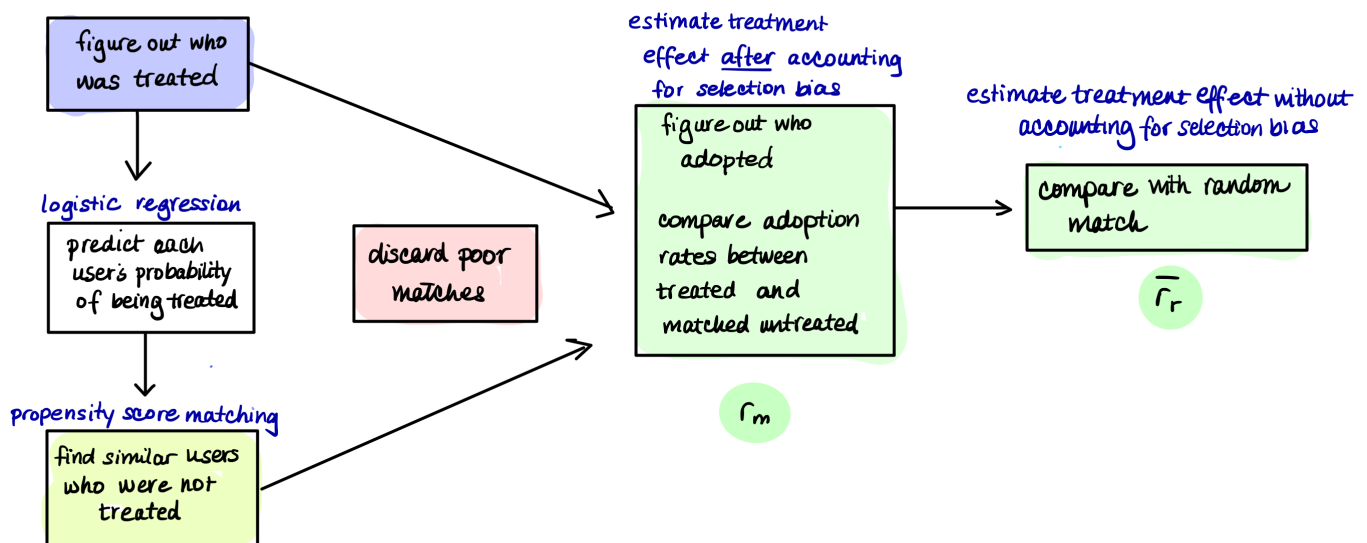 figure out who
was treated
logistic regression
predict each
user's probability
of being treated
propensity score matching
find similar users
who were not
treated
discard poor
matches
estimate treatment
effect after accounting
for selection bias
figure out who
adopted
compare adoption
rates between
treated and
matched untreated
rm
estimate treatment effect without
accounting for selection bias
compare with random
match
r̅r